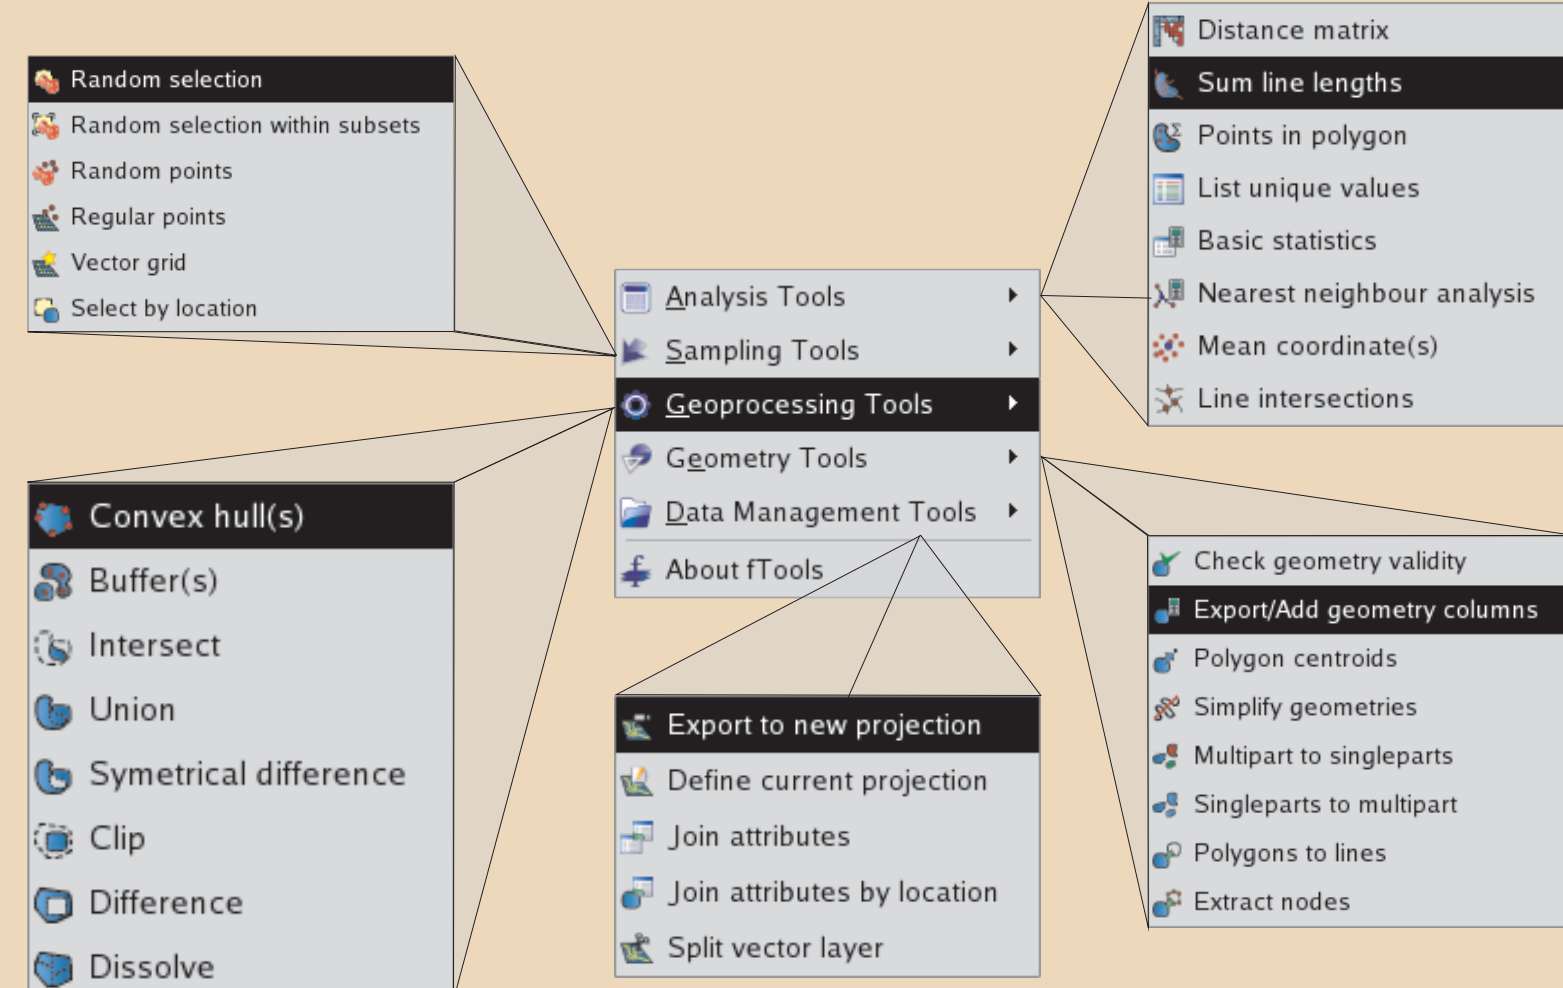 Random selection
Random selection within subsets
Random points
Regular points
Vector grid
Select by location
Distance matrix
Sum line lengths
Points in polygon
List unique values
Basic statistics
Nearest neighbour analysis
Mean coordinate(s)
Line intersections
Analysis Tools
Sampling Tools
Geoprocessing Tools
Geometry Tools
Data Management Tools
About fTools
Convex hull(s)
Buffer(s)
Intersect
Union
Symetrical difference
Clip
Difference
Dissolve
Export to new projection
Define current projection
Join attributes
Join attributes by location
Split vector layer
Check geometry validity
Export/Add geometry columns
Polygon centroids
Simplify geometries
Multipart to singleparts
Singleparts to multipart
Polygons to lines
Extract nodes